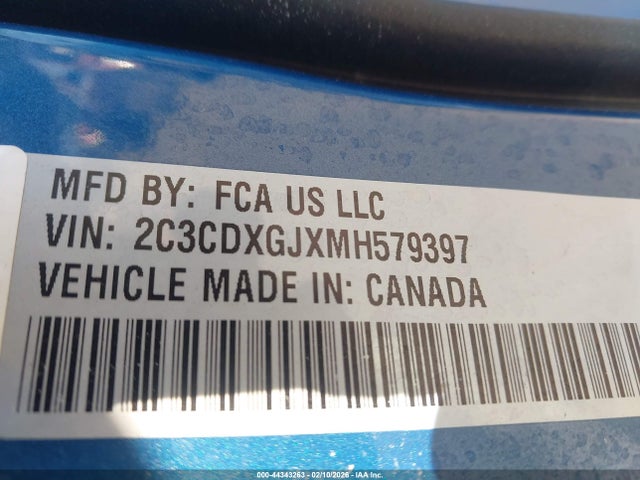 MFD BY: FCA US LLC
VIN: 2C3CDXGJXMH579397
VEHICLE MADE IN: CANADA
000-44343263 - 02/10/2026 - IAA Inc.